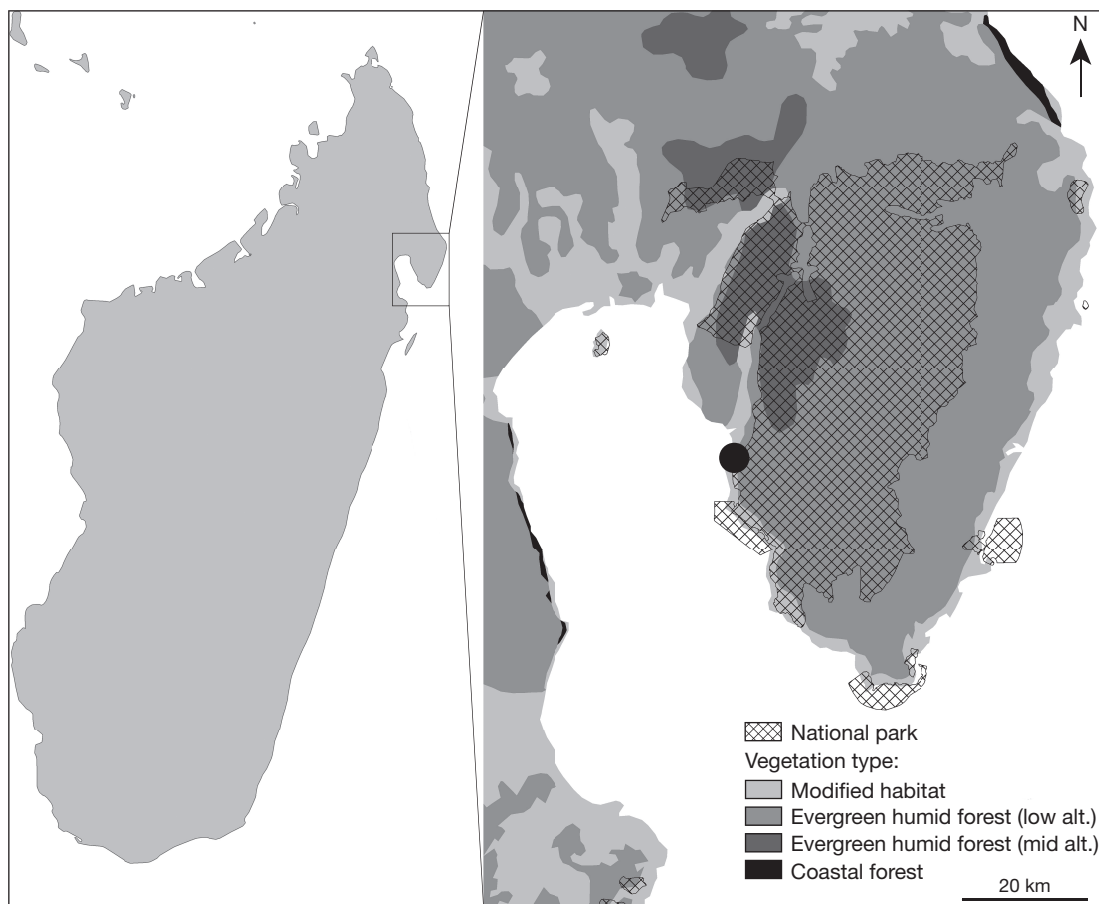 N
National park
Vegetation type:
Modified habitat
Evergreen humid forest (low alt.)
Evergreen humid forest (mid alt.)
Coastal forest
20 km